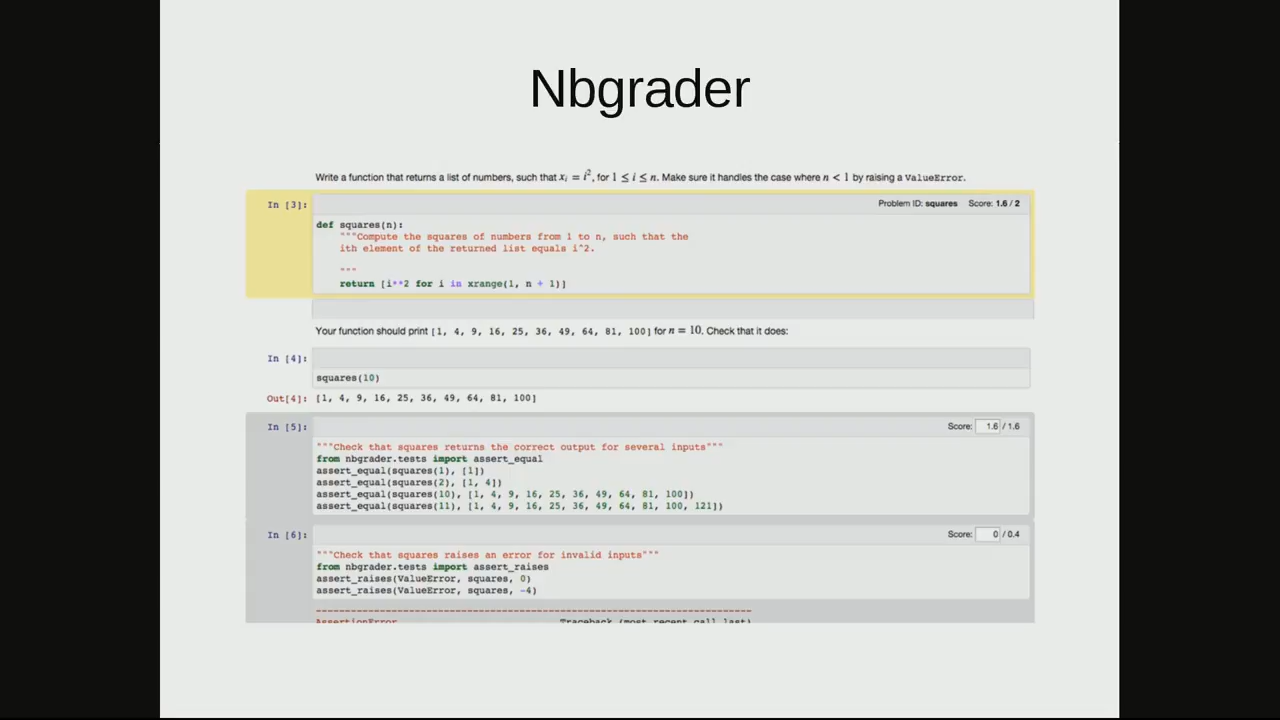 Nbgrader
Write a function that returns a list of numbers, such that xᵢ = i², for 1 ≤ i ≤ n. Make sure it handles the case where n < 1 by raising a ValueError.
In [3]:
Problem ID: squares Score: 1.6 / 2
def squares(n):
"""Compute the squares of numbers from 1 to n, such that the
ith element of the returned list equals i^2.
"""
return [i**2 for i in xrange(1, n + 1)]
Your function should print [1, 4, 9, 16, 25, 36, 49, 64, 81, 100] for n = 10. Check that it does:
In [4]:
squares(10)
Out[4]: [1, 4, 9, 16, 25, 36, 49, 64, 81, 100]
In [5]:
Score: 1.6 / 1.6
"""Check that squares returns the correct output for several inputs"""
from nbgrader.tests import assert_equal
assert_equal(squares(1), [1])
assert_equal(squares(2), [1, 4])
assert_equal(squares(10), [1, 4, 9, 16, 25, 36, 49, 64, 81, 100])
assert_equal(squares(11), [1, 4, 9, 16, 25, 36, 49, 64, 81, 100, 121])
In [6]:
Score: 0 / 0.4
"""Check that squares raises an error for invalid inputs"""
from nbgrader.tests import assert_raises
assert_raises(ValueError, squares, 0)
assert_raises(ValueError, squares, -4)
---------------------------------------------------------------------------
AssertionError Traceback (most recent call last)